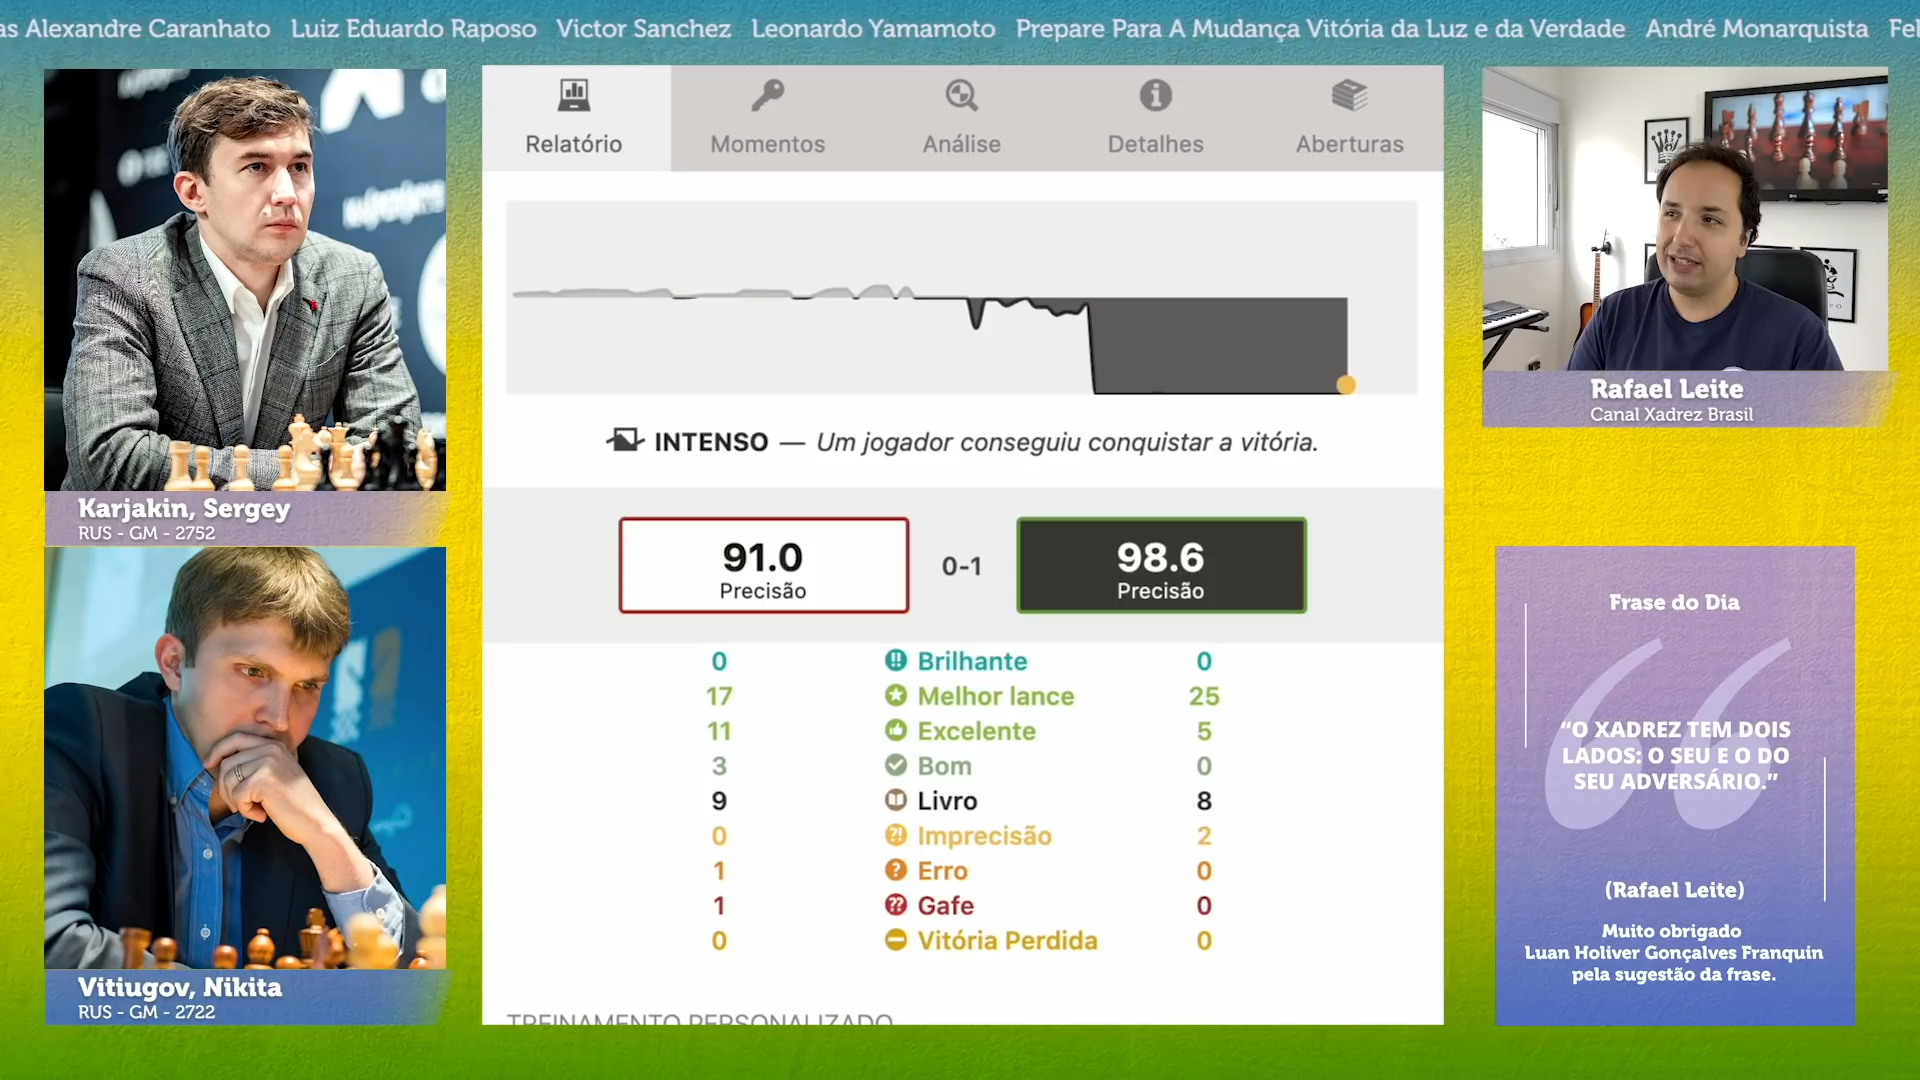 as Alexandre Caranhato Luiz Eduardo Raposo Victor Sanchez Leonardo Yamamoto Prepare Para A Mudança Vitória da Luz e da Verdade André Monarquista Fel
Karjakin, Sergey
RUS - GM - 2752
Vitiugov, Nikita
RUS - GM - 2722
Relatório Momentos Análise Detalhes Aberturas
INTENSO — Um jogador conseguiu conquistar a vitória.
91.0 0-1 98.6
Precisão Precisão
0 Brilhante 0
17 Melhor lance 25
11 Excelente 5
3 Bom 0
9 Livro 8
0 Imprecisão 2
1 Erro 0
1 Gafe 0
0 Vitória Perdida 0
TREINAMENTO PERSONALIZADO
Rafael Leite
Canal Xadrez Brasil
Frase do Dia
“O XADREZ TEM DOIS
LADOS: O SEU E O DO
SEU ADVERSÁRIO.”
(Rafael Leite)
Muito obrigado
Luan Holiver Gonçalves Franquin
pela sugestão da frase.